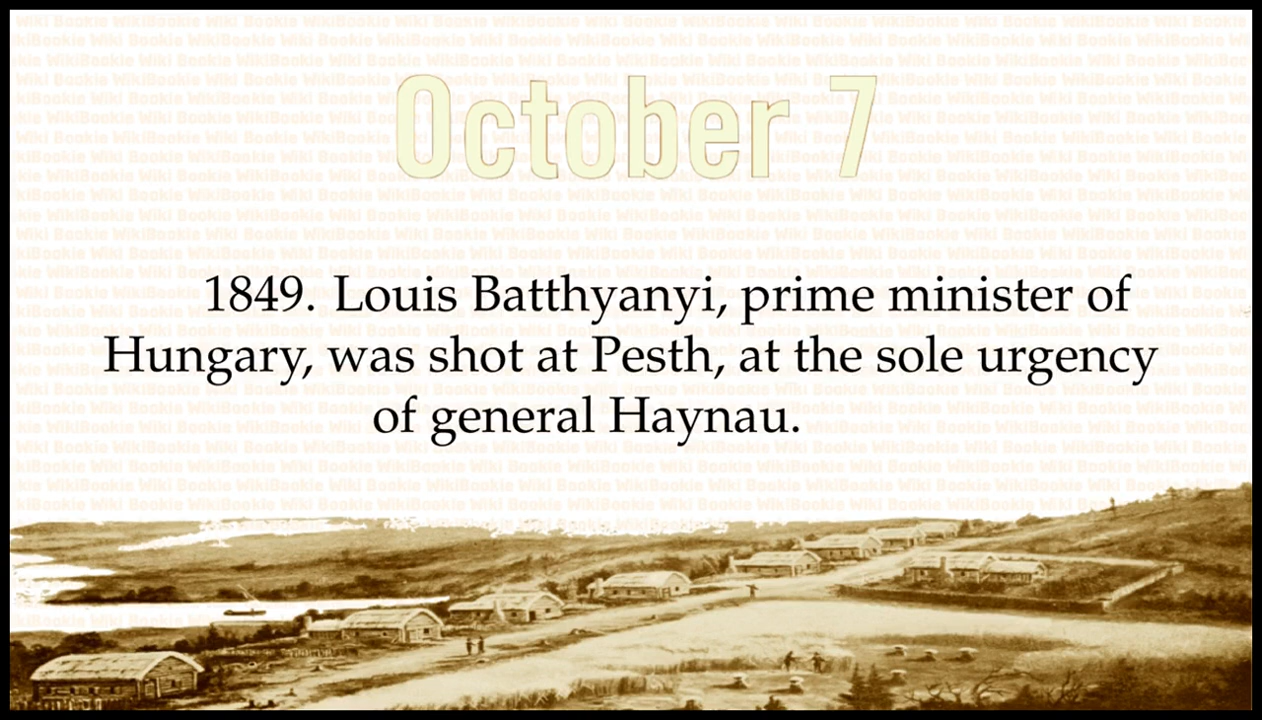 October 7
1849. Louis Batthyanyi, prime minister of
Hungary, was shot at Pesth, at the sole urgency
of general Haynau.